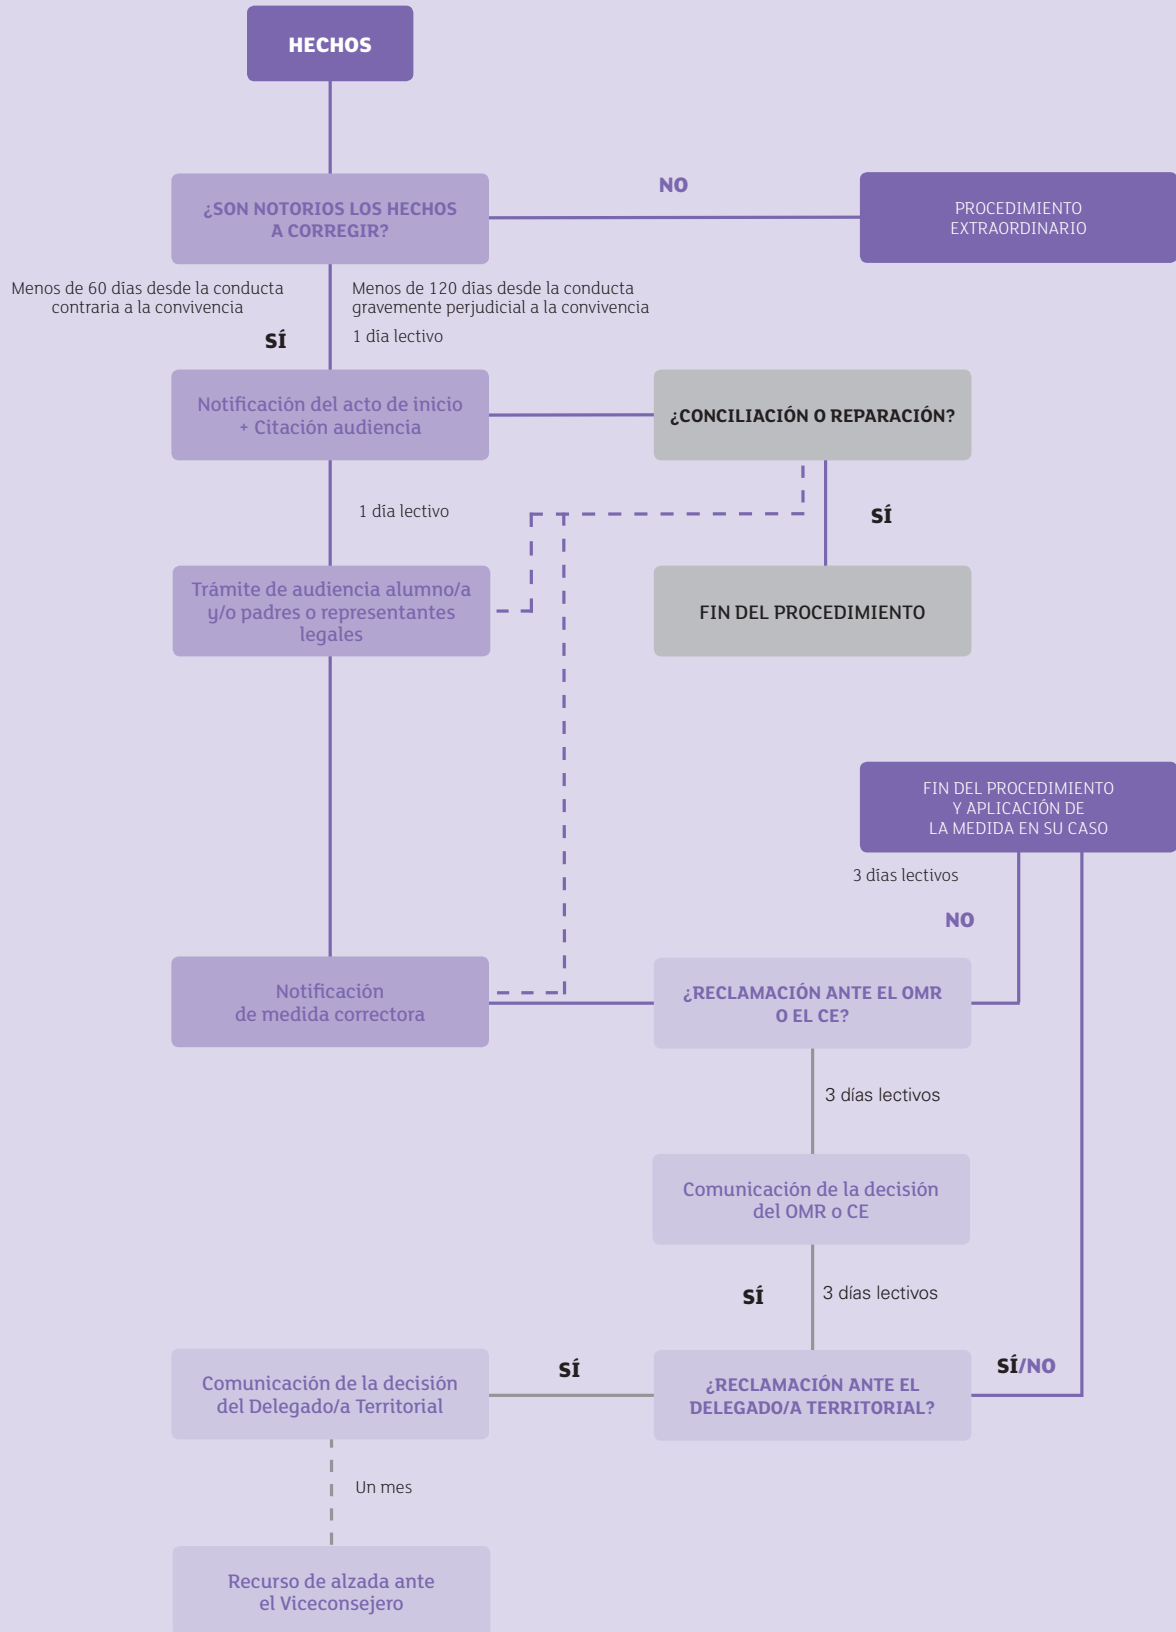 HECHOS
¿SON NOTORIOS LOS HECHOS
A CORREGIR?
NO
PROCEDIMIENTO
EXTRAORDINARIO
Menos de 60 días desde la conducta
contraria a la convivencia
Menos de 120 días desde la conducta
gravemente perjudicial a la convivencia
SÍ
1 día lectivo
Notificación del acto de inicio
+ Citación audiencia
¿CONCILIACIÓN O REPARACIÓN?
1 día lectivo
SÍ
Trámite de audiencia alumno/a
y/o padres o representantes
legales
FIN DEL PROCEDIMIENTO
FIN DEL PROCEDIMIENTO
Y APLICACIÓN DE
LA MEDIDA EN SU CASO
3 días lectivos
NO
Notificación
de medida correctora
¿RECLAMACIÓN ANTE EL OMR
O EL CE?
3 días lectivos
Comunicación de la decisión
del OMR o CE
SÍ
3 días lectivos
Comunicación de la decisión
del Delegado/a Territorial
SÍ
¿RECLAMACIÓN ANTE EL
DELEGADO/A TERRITORIAL?
SÍ/NO
Un mes
Recurso de alzada ante
el Viceconsejero